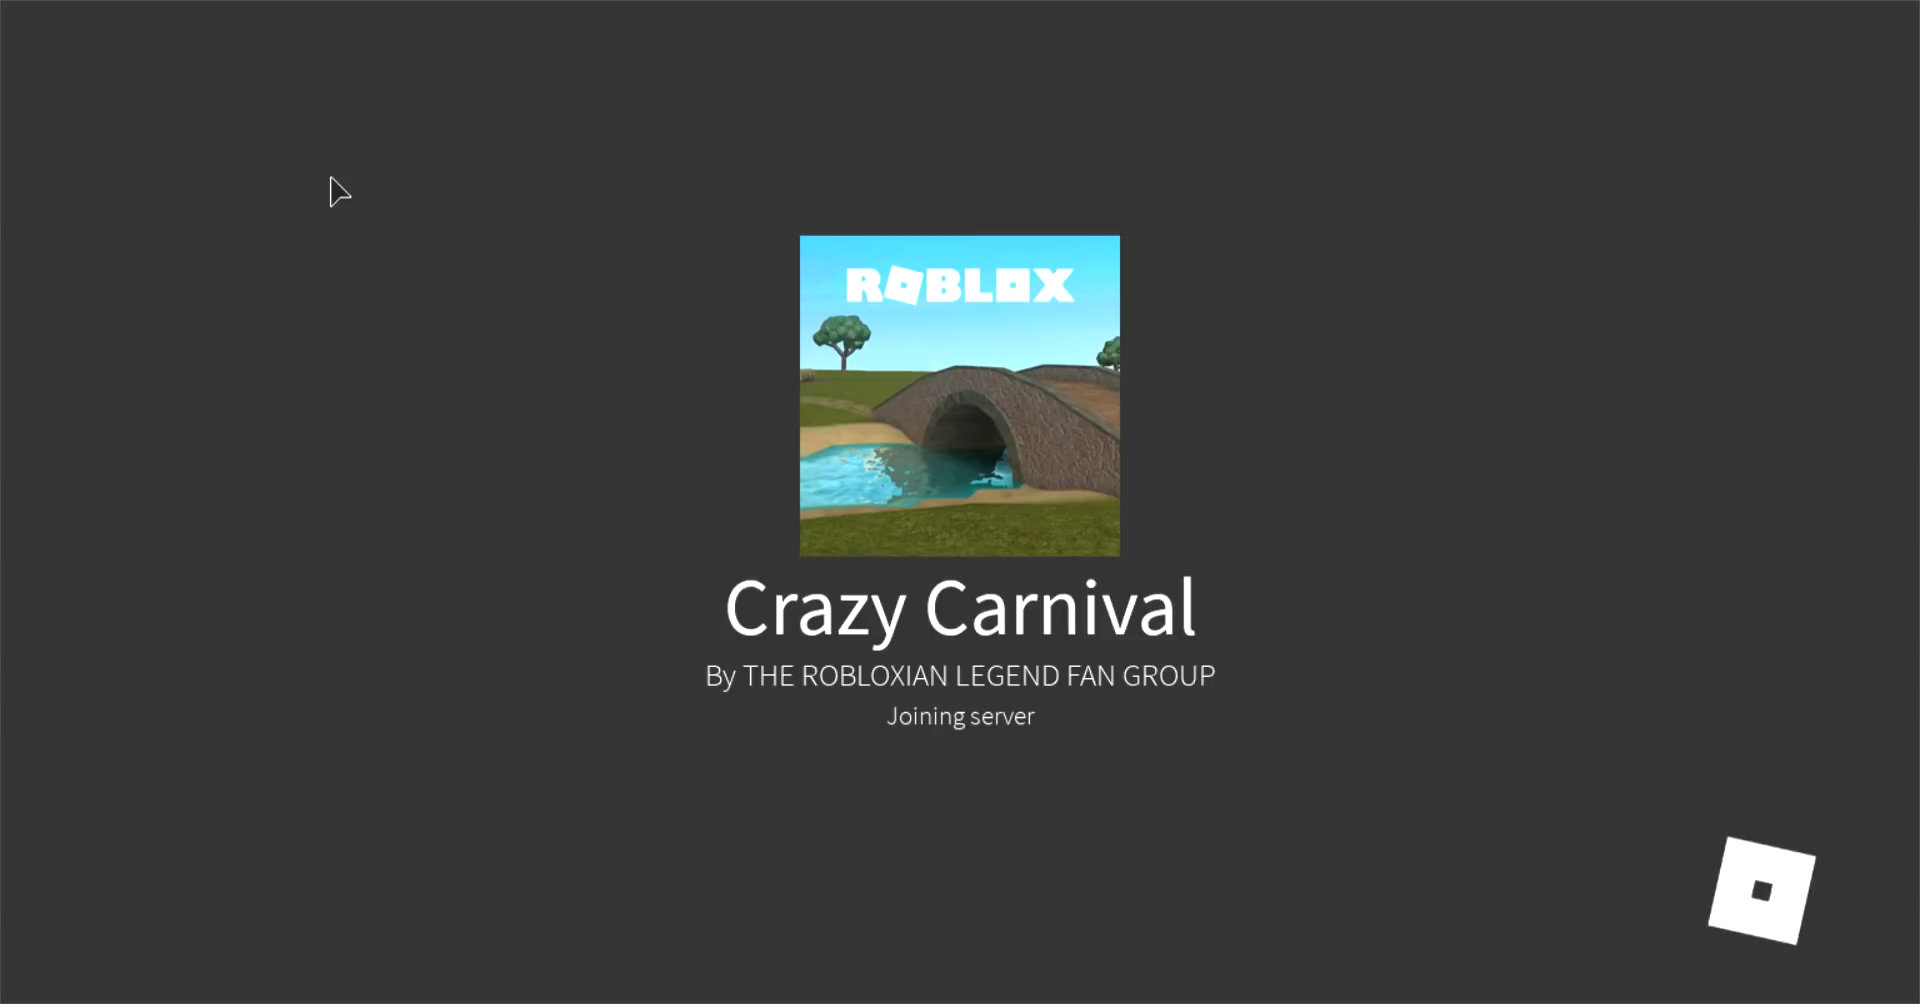 ROBLOX
Crazy Carnival
By THE ROBLOXIAN LEGEND FAN GROUP
Joining server